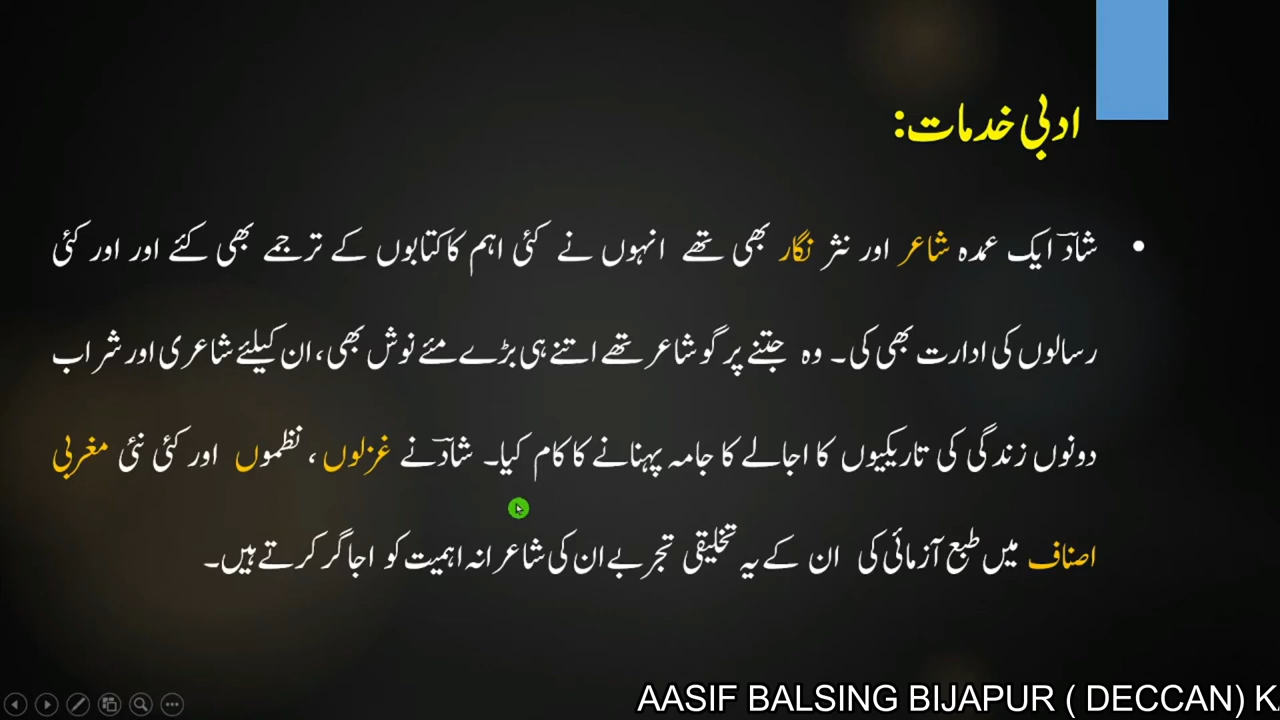 ادبی خدمات:
• شادؔ ایک عمدہ شاعر اور نثر نگار بھی تھے انہوں نے کئی اہم کاکتابوں کے ترجمے بھی کئے اور اور کئی
رسالوں کی ادارت بھی کی۔ وہ جتنے پر گو شاعر تھے اتنے ہی بڑے مئے نوش بھی، ان کیلئے شاعری اور شراب
دونوں زندگی کی تاریکیوں کا اجالے کا جامہ پہنانے کا کام کیا۔ شادؔ نے غزلوں، نظموں اور کئی نئی مغربی
اصناف میں طبع آزمائی کی ان کے یہ تخلیقی تجربے ان کی شاعرانہ اہمیت کو اجاگر کرتے ہیں۔
AASIF BALSING BIJAPUR ( DECCAN) K